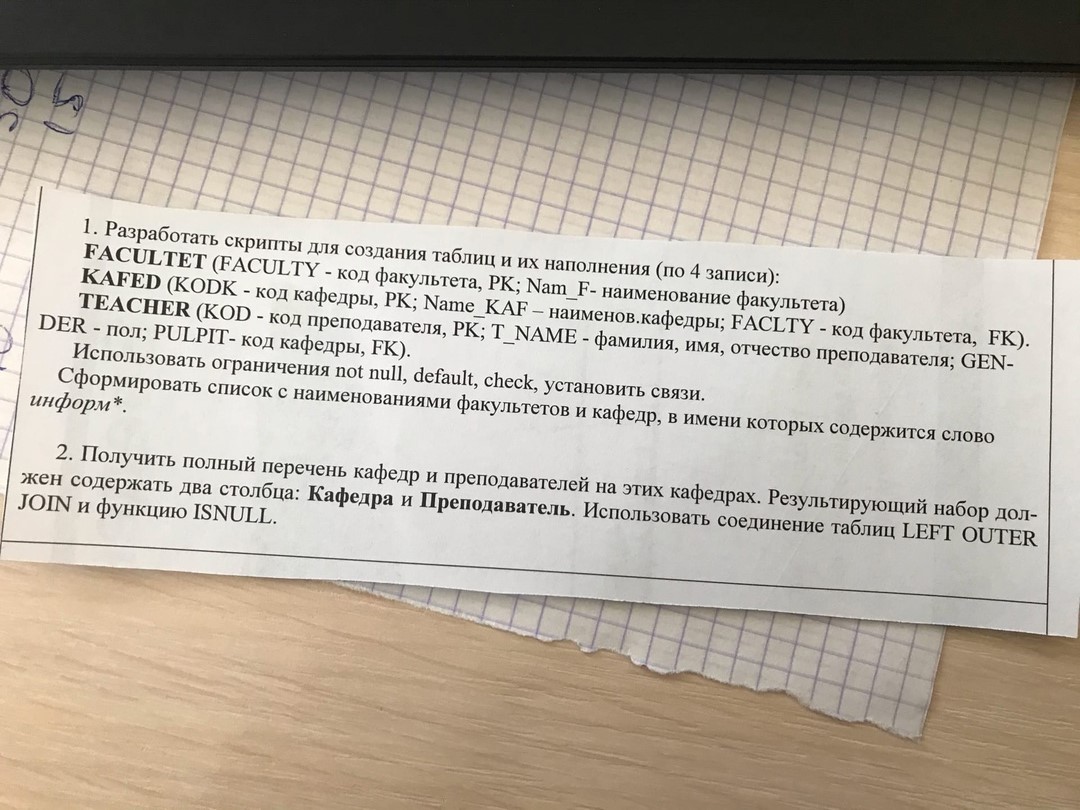 1. Разработать скрипты для создания таблиц и их наполнения (по 4 записи):
FACULTET (FACULTY - код факультета, PK; Nam_F- наименование факультета)
KAFED (KODK - код кафедры, PK; Name_KAF – наименов.кафедры; FACLTY - код факультета, FK).
TEACHER (KOD - код преподавателя, PK; T_NAME - фамилия, имя, отчество преподавателя; GEN-
DER - пол; PULPIT- код кафедры, FK).
Использовать ограничения not null, default, check, установить связи.
Сформировать список с наименованиями факультетов и кафедр, в имени которых содержится слово
информ*.
2. Получить полный перечень кафедр и преподавателей на этих кафедрах. Результирующий набор дол-
жен содержать два столбца: Кафедра и Преподаватель. Использовать соединение таблиц LEFT OUTER
JOIN и функцию ISNULL.